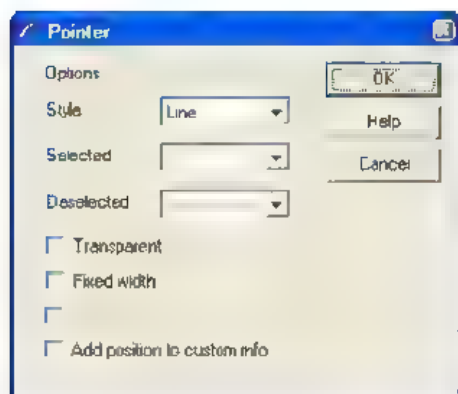 Pointer
Options
OK
Style
Line
Help
Selected
Cancel
Deselected
Transparent
Fixed width
Add position to custom info